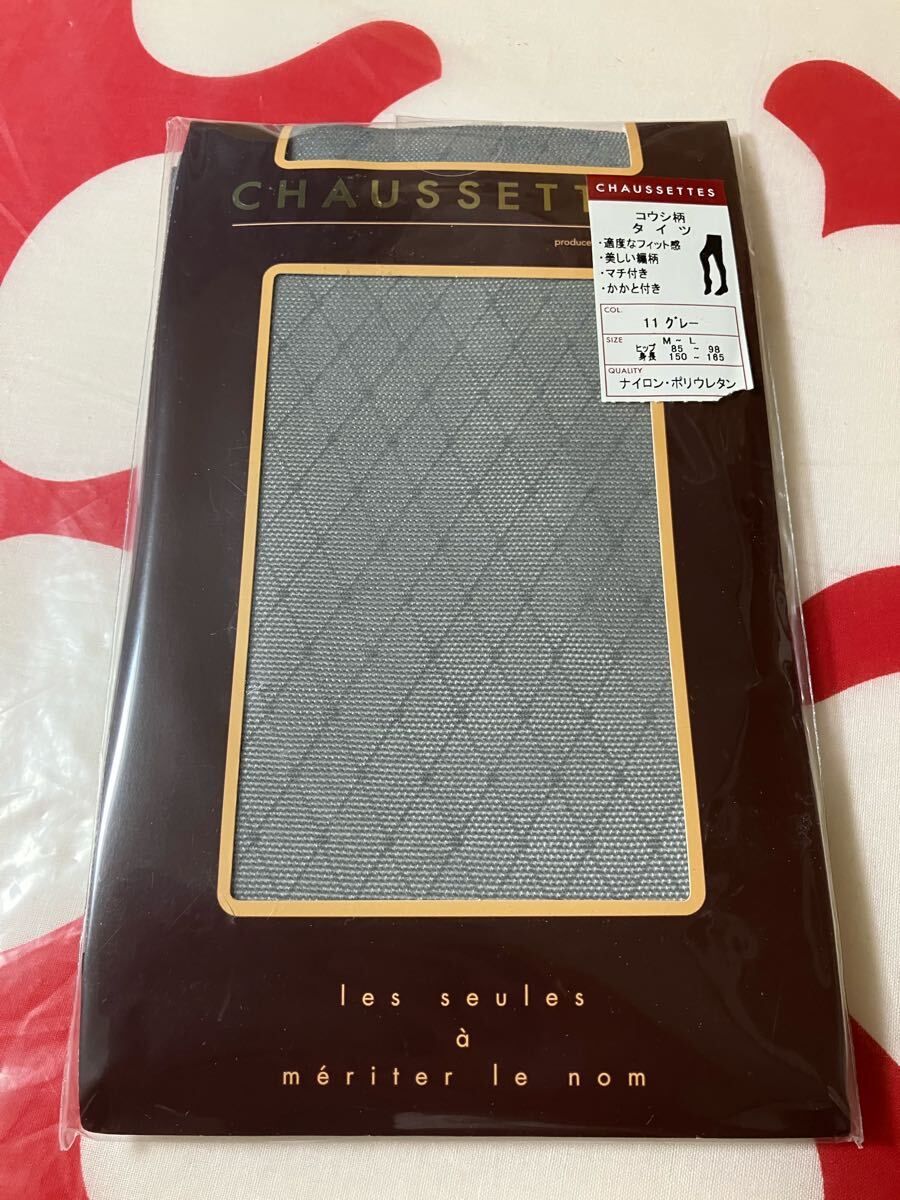 CHAUSSETT
produce
CHAUSSETTES
コウシ柄
タイツ
・適度なフィット感
・美しい編柄
・マチ付き
・かかと付き
COL.
11 グレー
SIZE
M ～ L
ヒップ 85 ～ 98
身長 150 ～ 165
QUALITY
ナイロン・ポリウレタン
les seules
à
mériter le nom